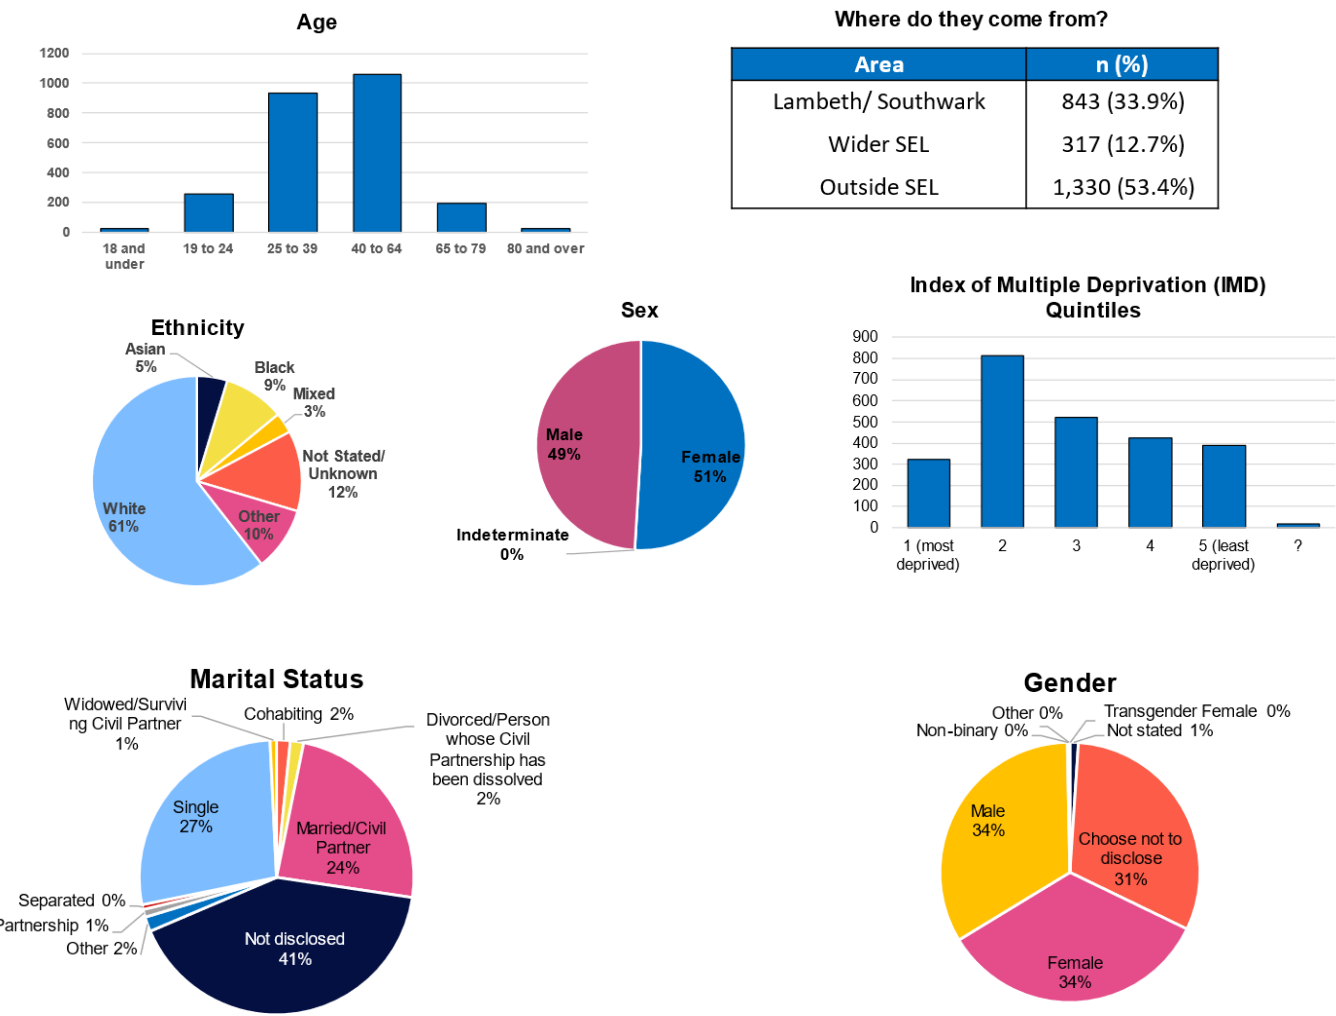 Age
1200
1000
800
600
400
200
0
18 and
under
19 to 24
25 to 39
40 to 64
65 to 79
80 and over
Where do they come from?
Area n (%)
Lambeth/ Southwark 843 (33.9%)
Wider SEL 317 (12.7%)
Outside SEL 1,330 (53.4%)
Ethnicity
Asian
5%
Black
9%
Mixed
3%
Not Stated/
Unknown
12%
Other
10%
White
61%
Sex
Male
49%
Female
51%
Indeterminate
0%
Index of Multiple Deprivation (IMD)
Quintiles
900
800
700
600
500
400
300
200
100
0
1 (most
deprived)
2
3
4
5 (least
deprived)
?
Marital Status
Widowed/Survivi
ng Civil Partner
1%
Cohabiting 2%
Divorced/Person
whose Civil
Partnership has
been dissolved
2%
Single
27%
Married/Civil
Partner
24%
Separated 0%
Partnership 1%
Other 2%
Not disclosed
41%
Gender
Other 0%
Non-binary 0%
Transgender Female 0%
Not stated 1%
Male
34%
Choose not to
disclose
31%
Female
34%